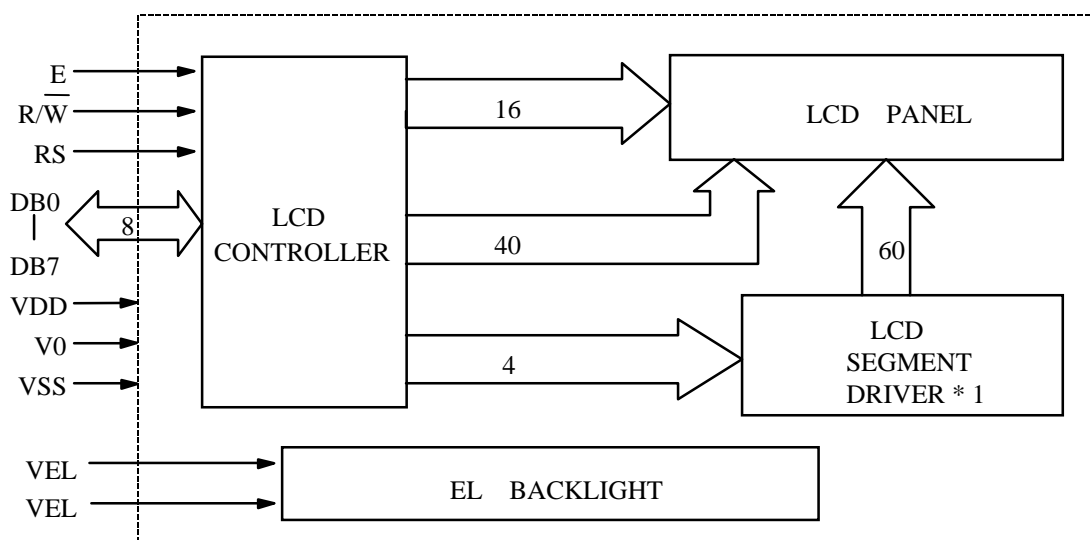 E
R/W̅
RS
DB0
DB7
VDD
V0
VSS
VEL
VEL
8
LCD
CONTROLLER
16
40
4
LCD PANEL
60
LCD
SEGMENT
DRIVER * 1
EL BACKLIGHT